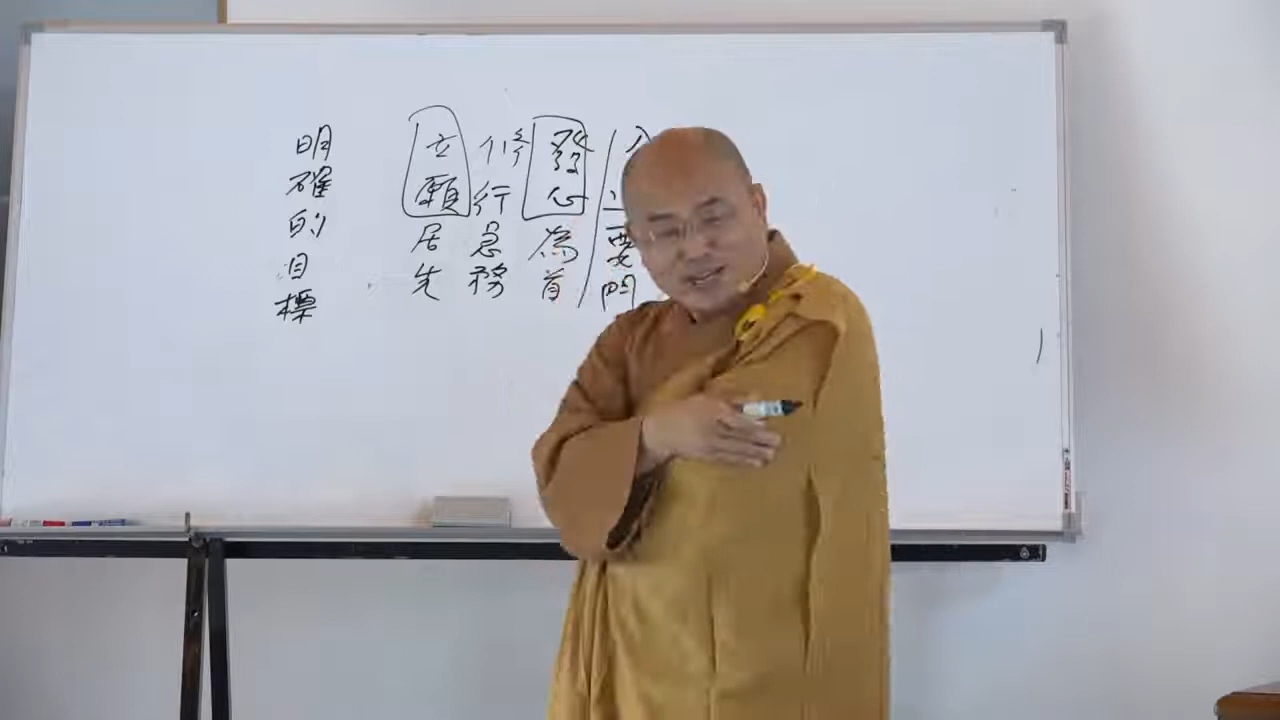 要門
發心為首
修行急務
立願居先
明確的目標